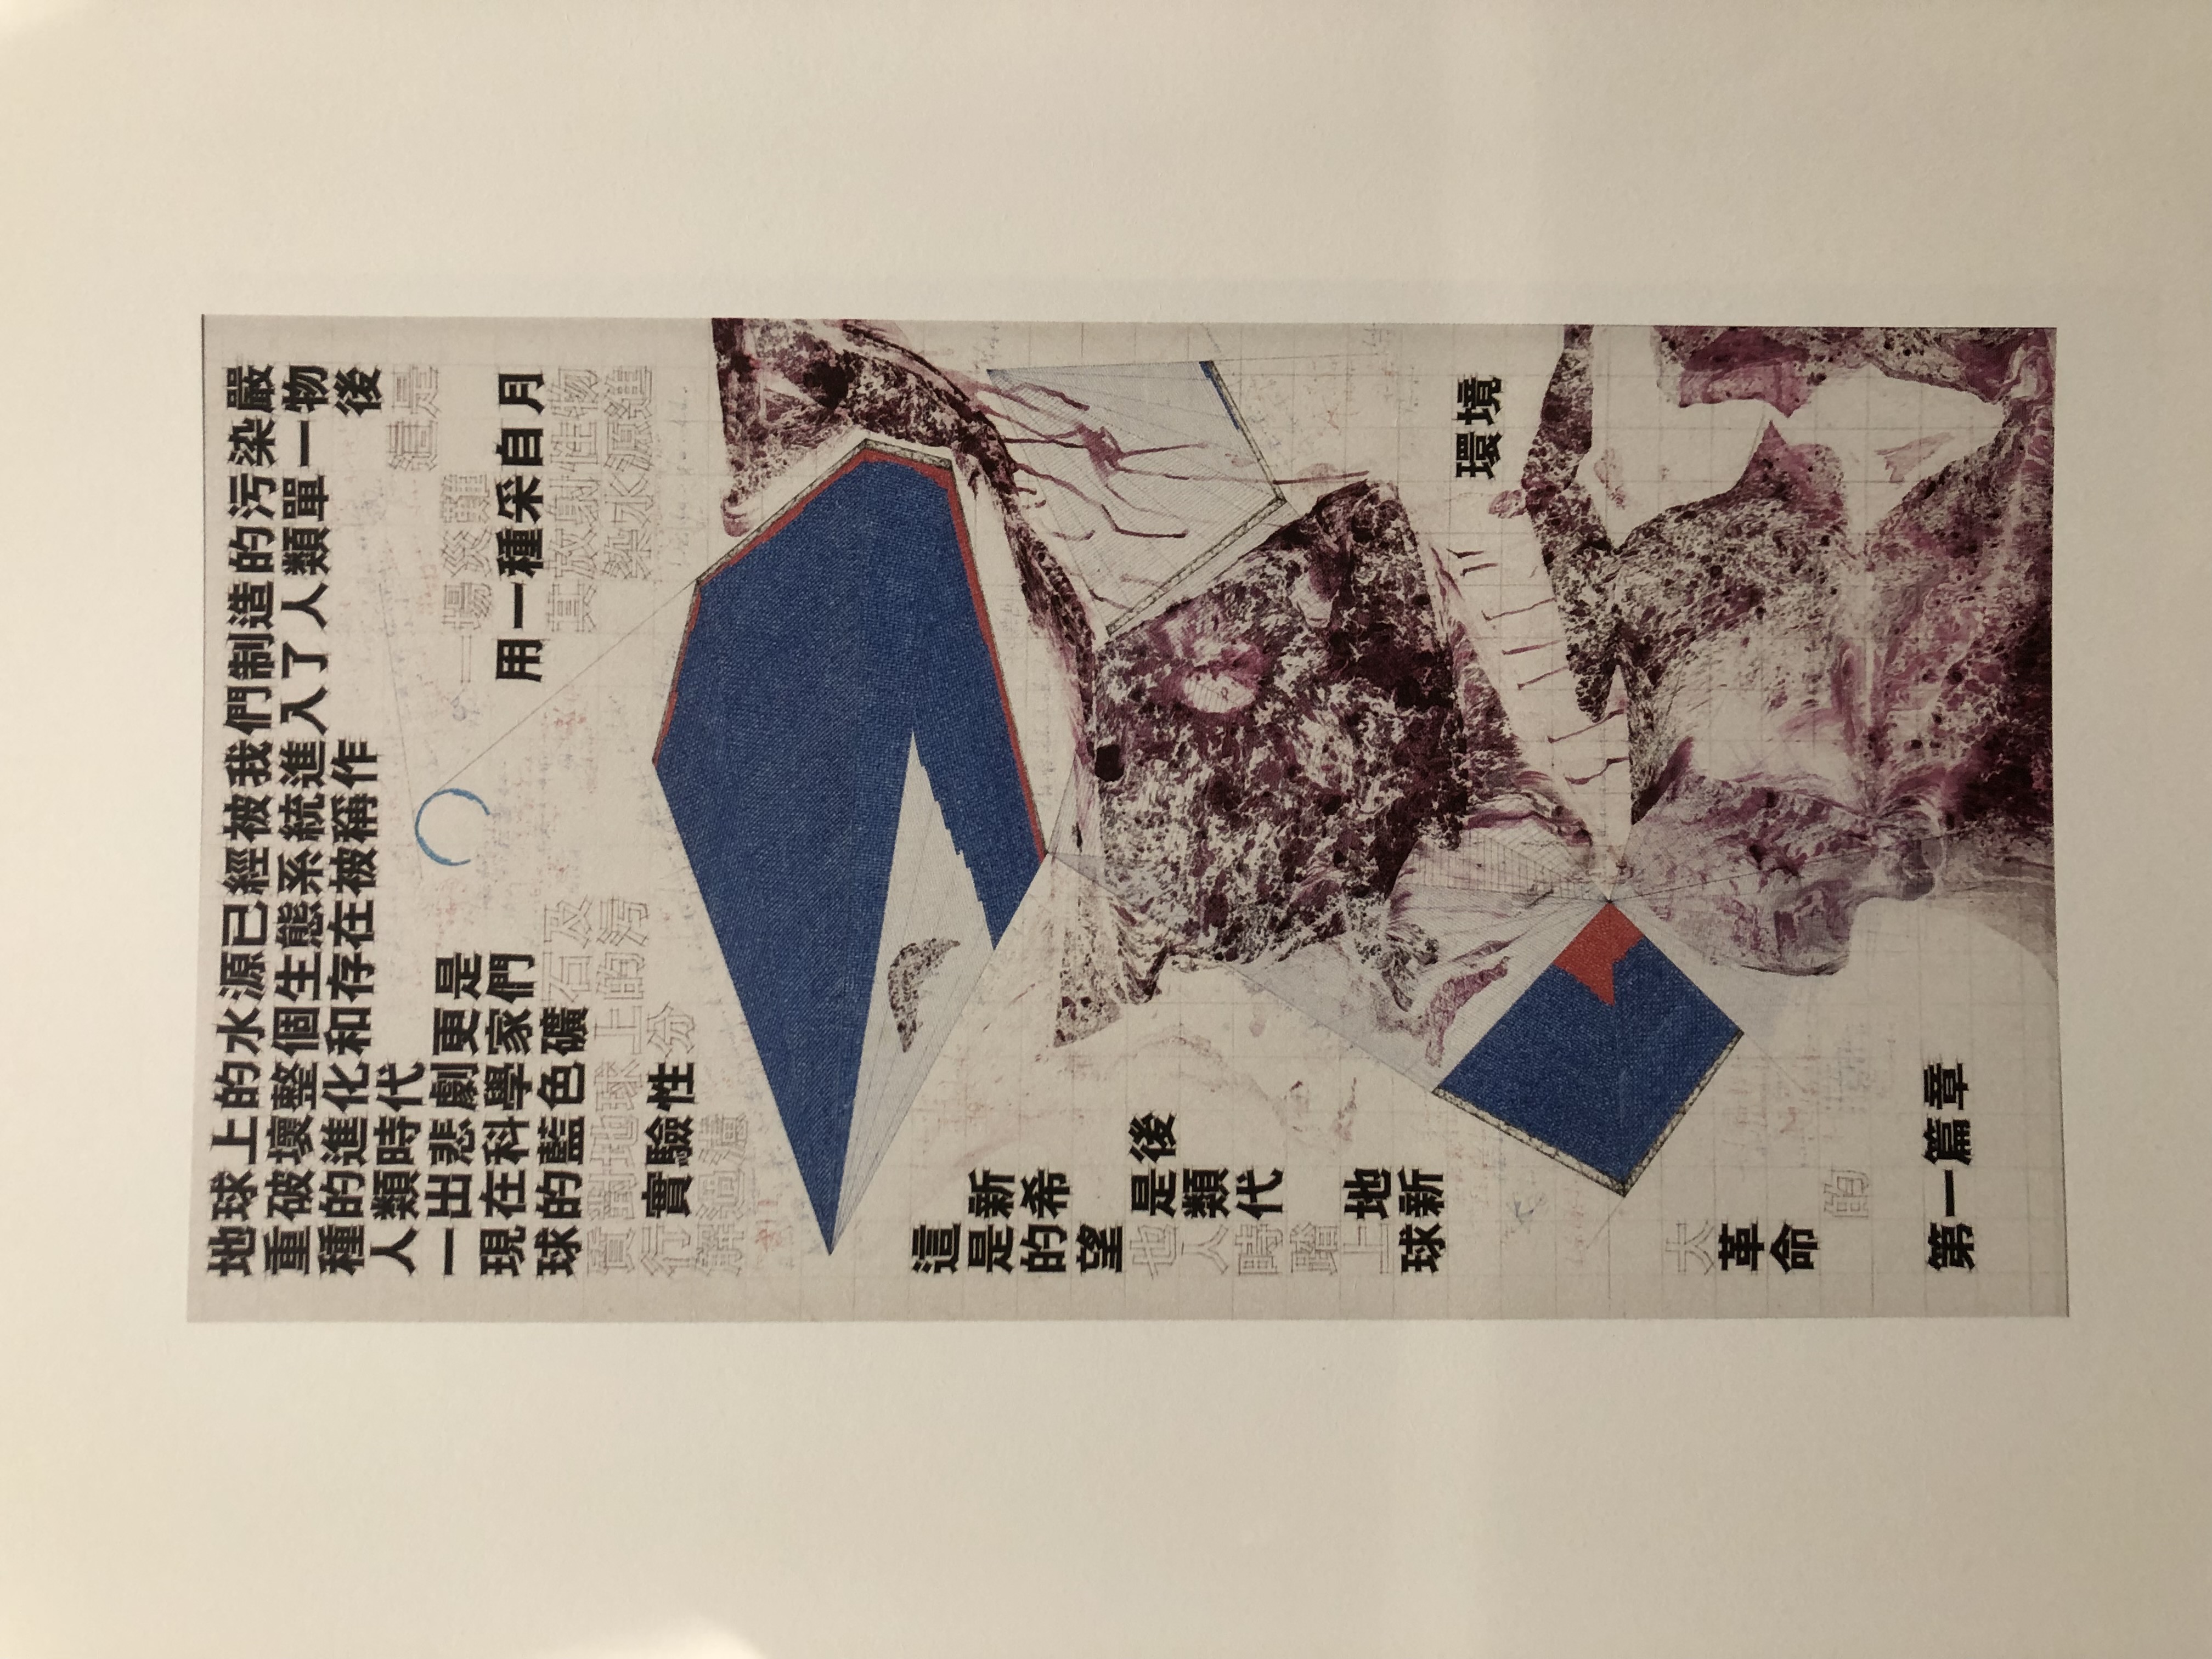 地球上的水源已經被我們制造的污染嚴
重破壞整個生態系統進入了人類單一物
種的進化和存在被稱作 後
人類時代
這是
一出悲劇更是
一場災難
現在科學家們 用一種采自月
球的藍色礦石及 其放射性物
質對地球上的污 染水源進
行實驗性分
解過濾
這
是新
的希
望
也是後
人類
時代
踏
上地
球新
環境
大
革
命
的
第一篇章